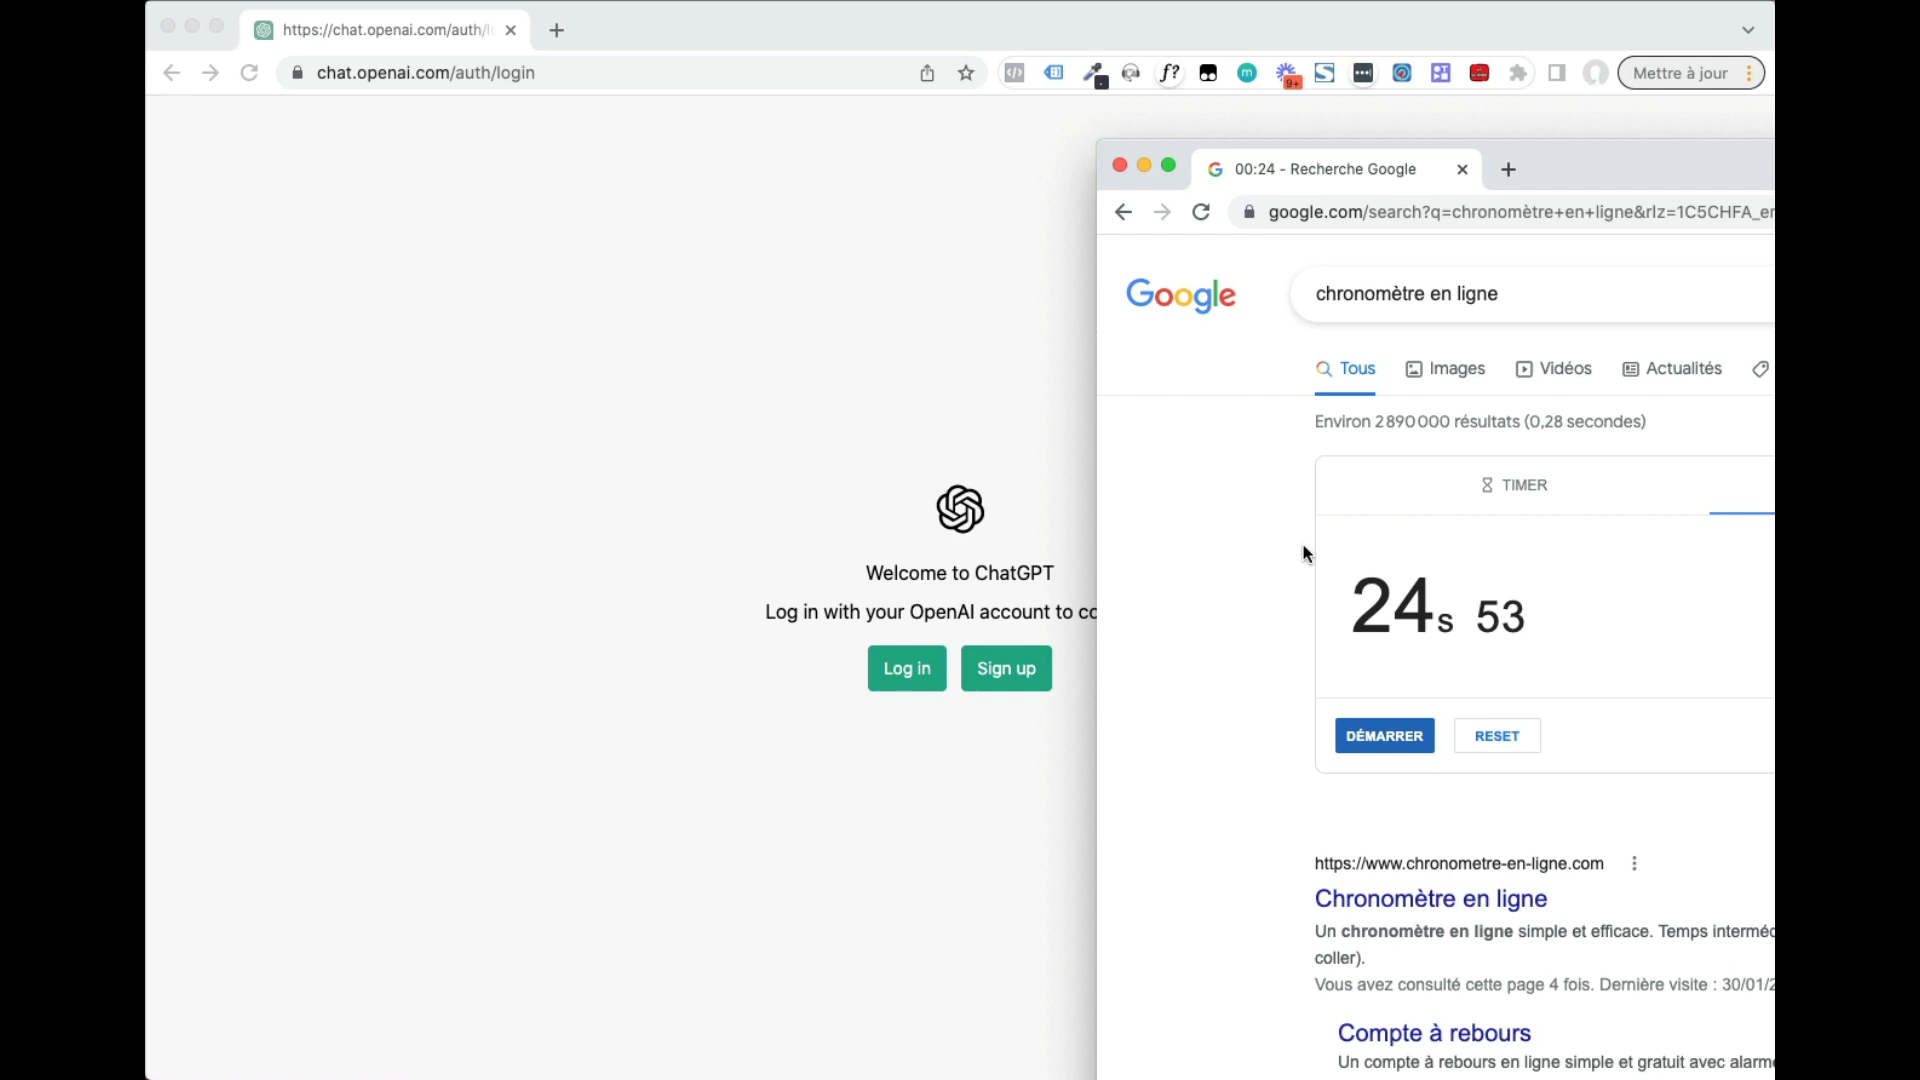 https://chat.openai.com/auth/l
chat.openai.com/auth/login
f?
m
9+
S
Mettre à jour
00:24 - Recherche Google
google.com/search?q=chronomètre+en+ligne&rlz=1C5CHFA_er
Google
chronomètre en ligne
Tous Images Vidéos Actualités
Environ 2 890 000 résultats (0,28 secondes)
TIMER
24s 53
DÉMARRER RESET
Welcome to ChatGPT
Log in with your OpenAI account to co
Log in Sign up
https://www.chronometre-en-ligne.com
Chronomètre en ligne
Un chronomètre en ligne simple et efficace. Temps interméd
coller).
Vous avez consulté cette page 4 fois. Dernière visite : 30/01/2
Compte à rebours
Un compte à rebours en ligne simple et gratuit avec alarme